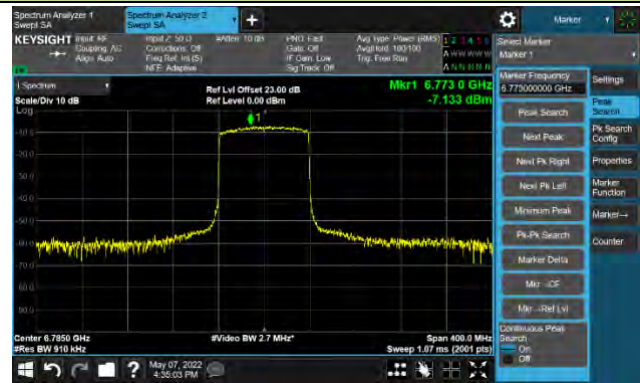 Spectrum Analyzer 1
Swept SA
Spectrum Analyzer 2
Swept SA
+
Marker
KEYSIGHT
Input: RF
Coupling: AC
Align: Auto
Input Z: 50 Ω
Corrections: Off
Freq Ref: Int (S)
NFE: Adaptive
#Atten: 10 dB
PNO: Fast
Gate: Off
IF Gain: Low
Sig Track: Off
Avg Type: Power (RMS)
Avg|Hold: 100/100
Trig: Free Run
1 2 3 4 5 6
A W W W W W
A N N N N N
Select Marker
Marker 1
1 Spectrum
Scale/Div 10 dB
Log
Ref Lvl Offset 23.00 dB
Ref Level 0.00 dBm
Mkr1 6.773 0 GHz
-7.133 dBm
1
-10.0
-30.0
-50.0
-60.0
-70.0
-90.0
Center 6.7850 GHz
#Res BW 910 kHz
#Video BW 2.7 MHz*
Span 400.0 MHz
Sweep 1.07 ms (2001 pts)
Marker Frequency
6.773000000 GHz
Peak Search
Next Peak
Next Pk Right
Next Pk Left
Minimum Peak
Pk-Pk Search
Marker Delta
Mkr→CF
Mkr→Ref Lvl
Continuous Peak
Search
On
Off
Settings
Peak
Search
Pk Search
Config
Properties
Marker
Function
Marker→
Counter
?
May 07, 2022
4:35:03 PM